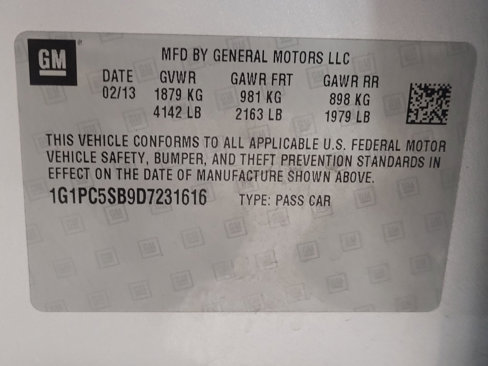 GM
MFD BY GENERAL MOTORS LLC
DATE GVWR GAWR FRT GAWR RR
02/13 1879 KG 981 KG 898 KG
4142 LB 2163 LB 1979 LB
THIS VEHICLE CONFORMS TO ALL APPLICABLE U.S. FEDERAL MOTOR
VEHICLE SAFETY, BUMPER, AND THEFT PREVENTION STANDARDS IN
EFFECT ON THE DATE OF MANUFACTURE SHOWN ABOVE.
1G1PC5SB9D7231616 TYPE: PASS CAR